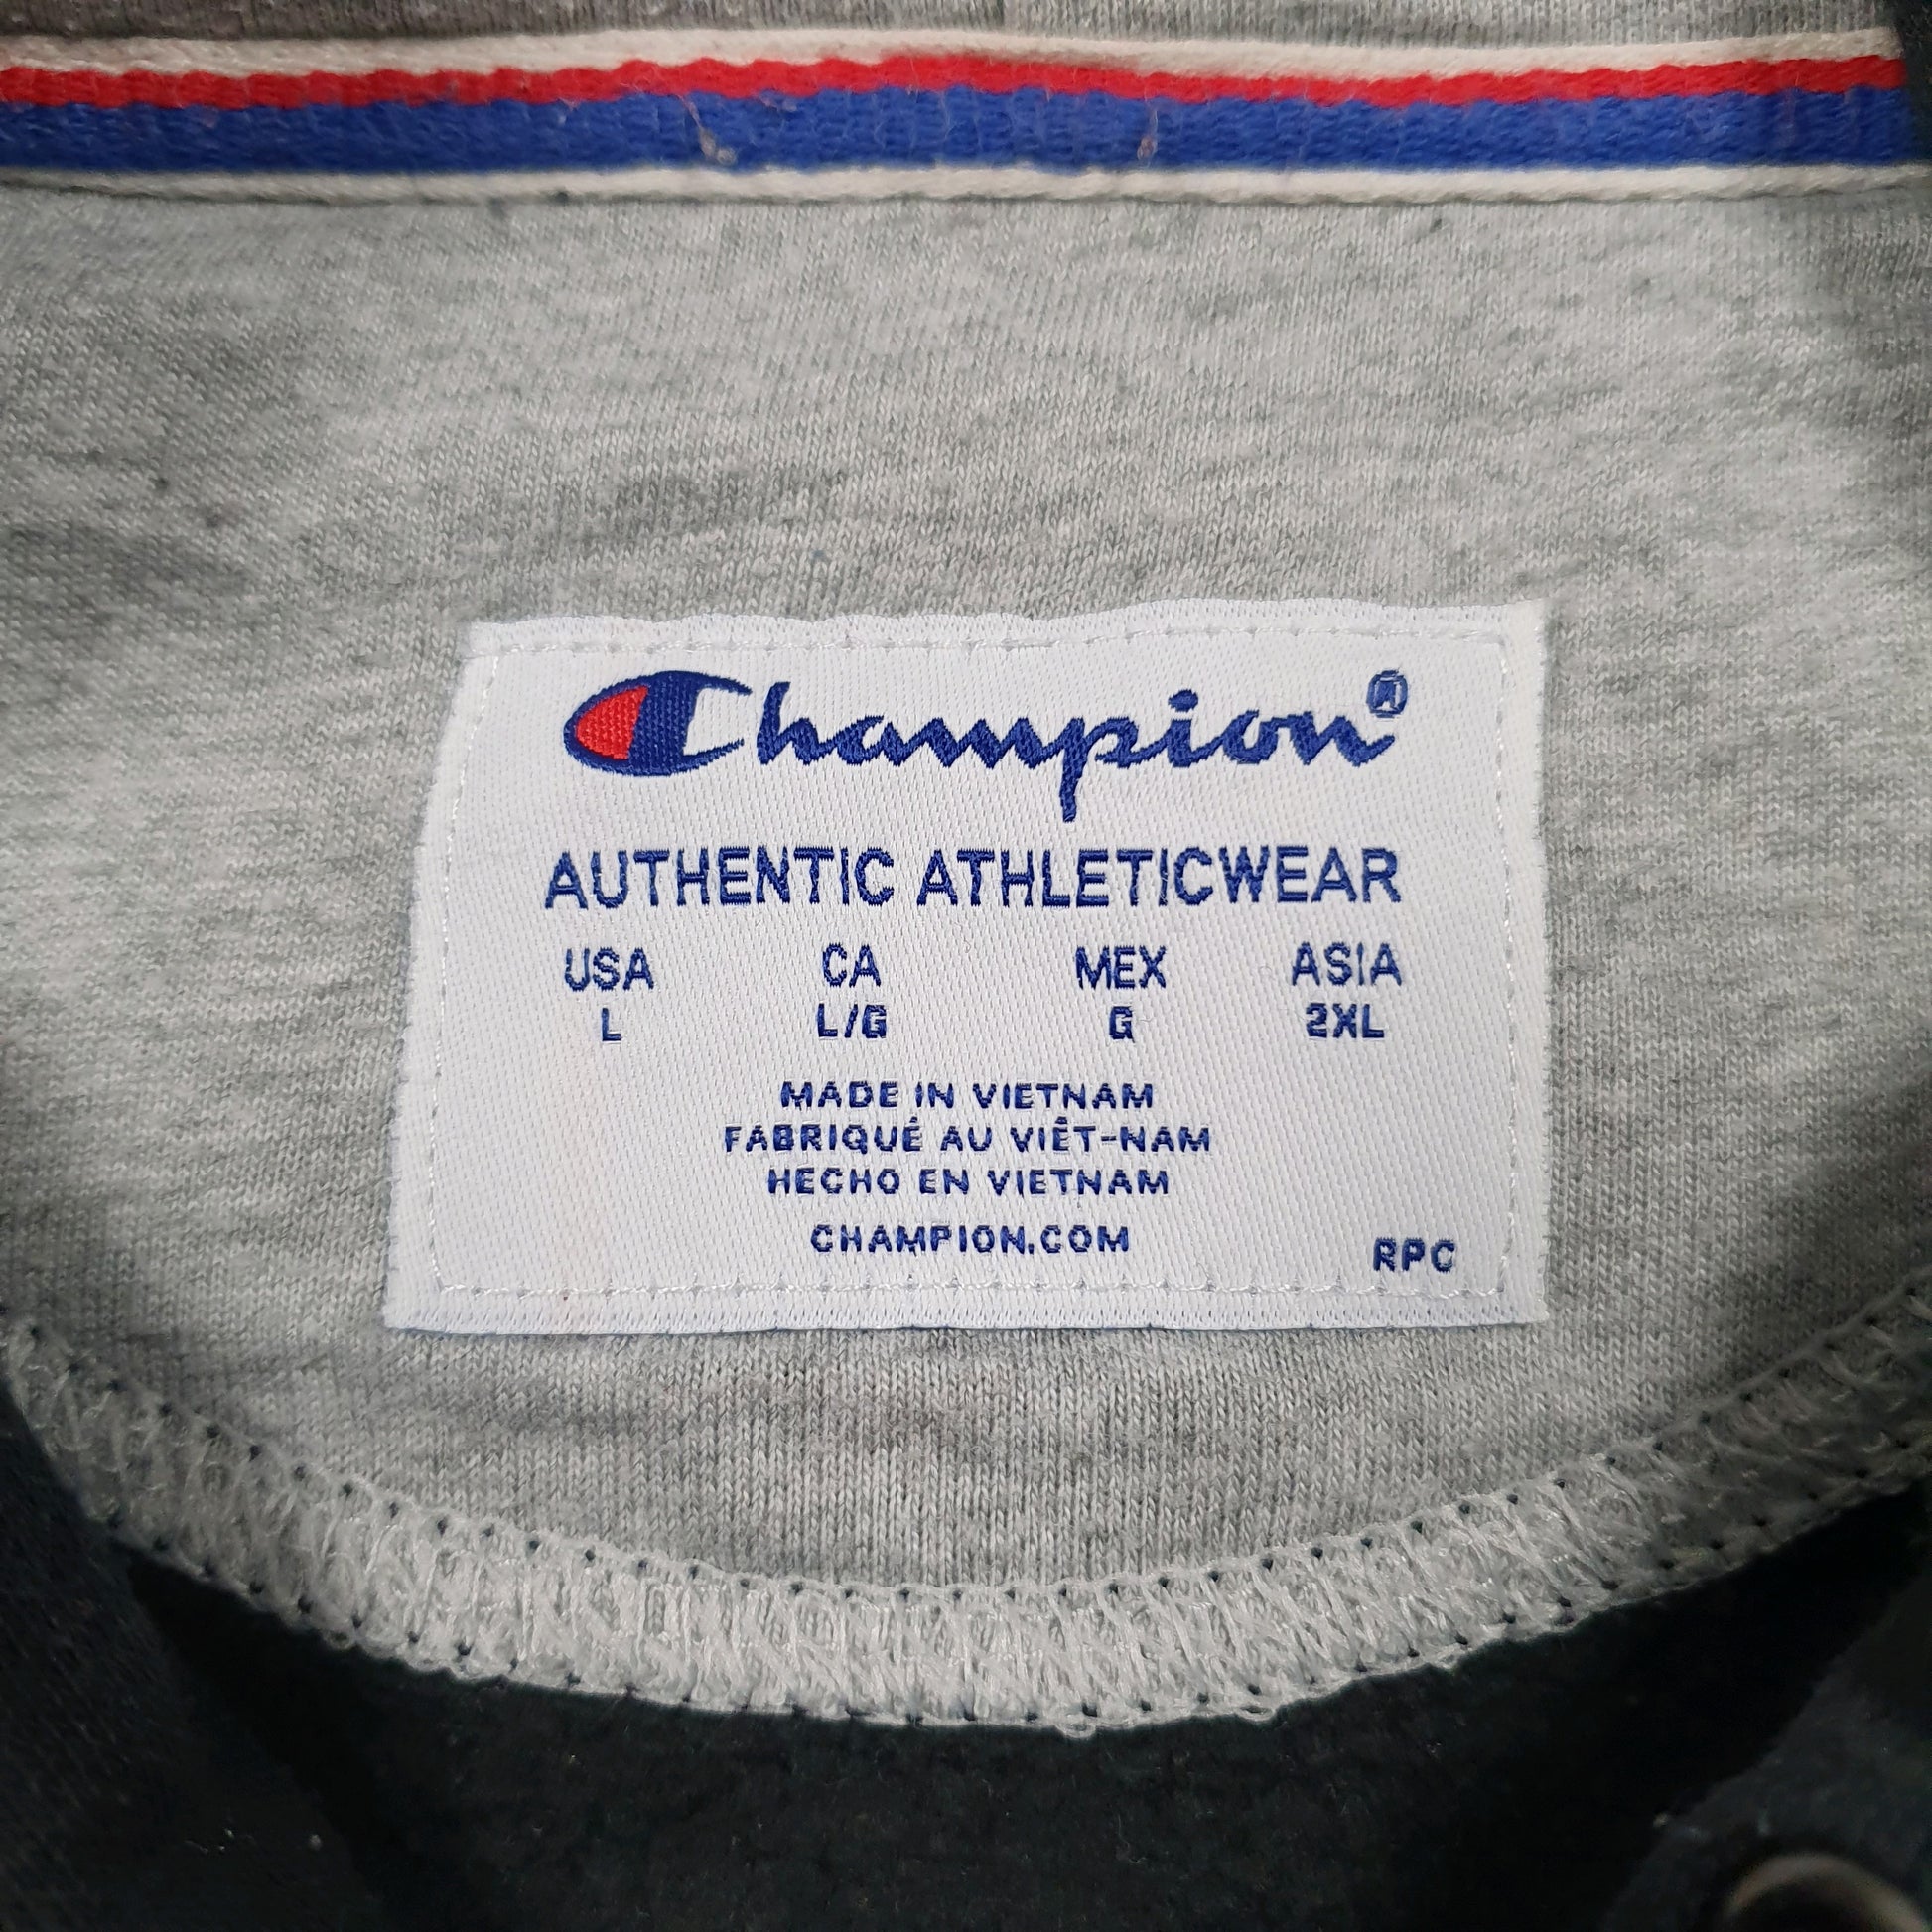 Champion®
AUTHENTIC ATHLETICWEAR
USA CA MEX ASIA
L L/G G 2XL
MADE IN VIETNAM
FABRIQUÉ AU VIÊT-NAM
HECHO EN VIETNAM
CHAMPION.COM
RPC